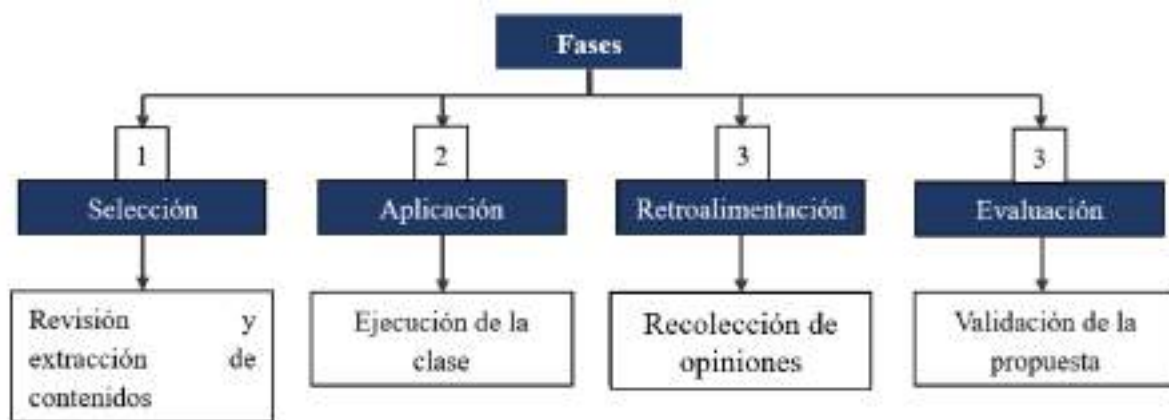 Fases
1
2
3
3
Selección
Aplicación
Retroalimentación
Evaluación
Revisión y
extracción de
contenidos
Ejecución de la
clase
Recolección de
opiniones
Validación de la
propuesta